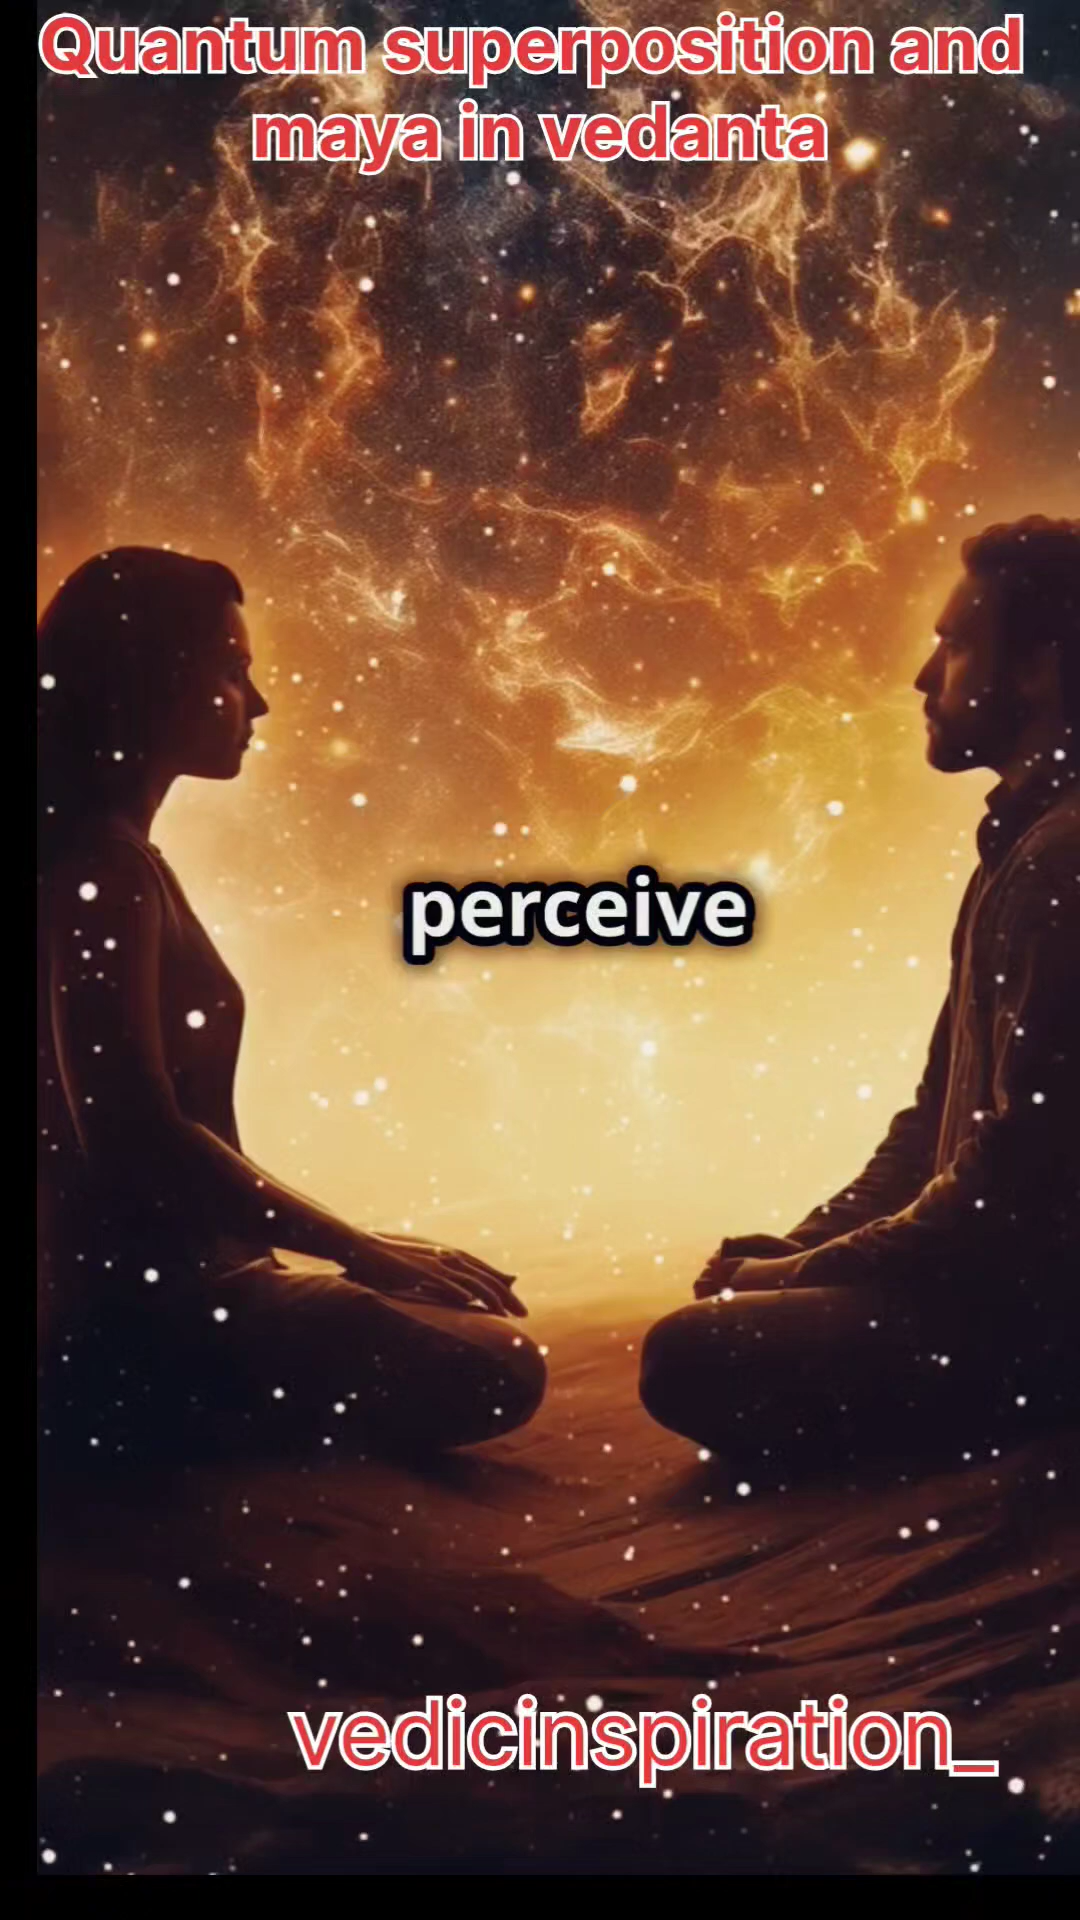 Quantum superposition and
maya in vedanta
perceive
vedicinspiration_